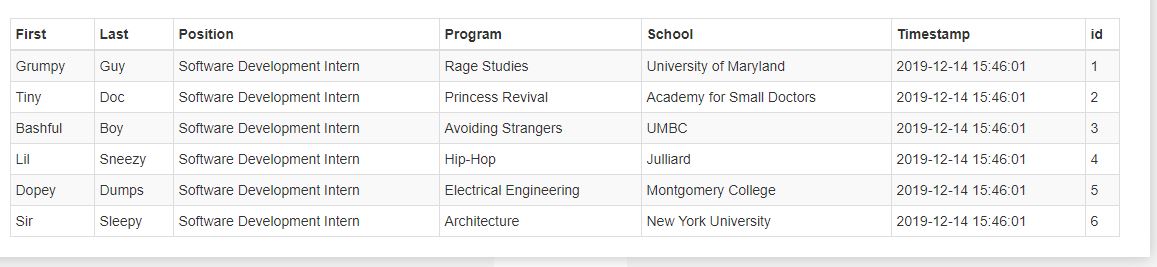 First Last Position Program School Timestamp id
Grumpy Guy Software Development Intern Rage Studies University of Maryland 2019-12-14 15:46:01 1
Tiny Doc Software Development Intern Princess Revival Academy for Small Doctors 2019-12-14 15:46:01 2
Bashful Boy Software Development Intern Avoiding Strangers UMBC 2019-12-14 15:46:01 3
Lil Sneezy Software Development Intern Hip-Hop Julliard 2019-12-14 15:46:01 4
Dopey Dumps Software Development Intern Electrical Engineering Montgomery College 2019-12-14 15:46:01 5
Sir Sleepy Software Development Intern Architecture New York University 2019-12-14 15:46:01 6